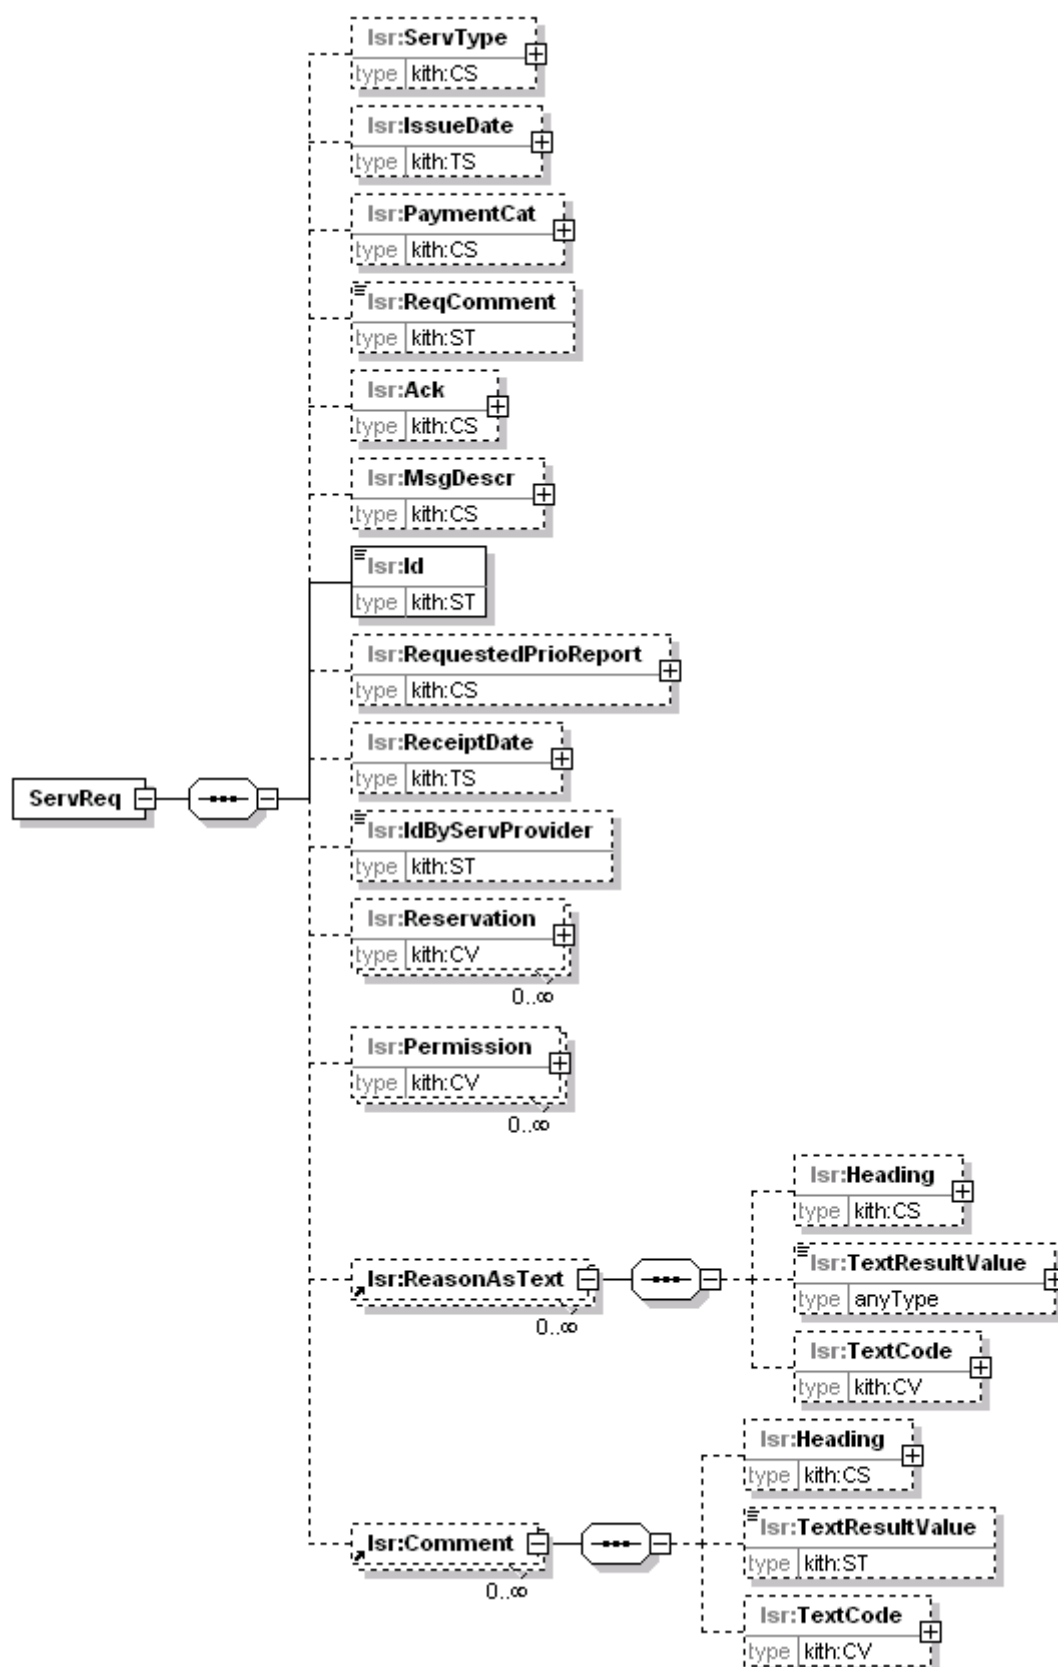 lsr:ServType
type kith:CS
lsr:IssueDate
type kith:TS
lsr:PaymentCat
type kith:CS
lsr:ReqComment
type kith:ST
lsr:Ack
type kith:CS
lsr:MsgDescr
type kith:CS
lsr:Id
type kith:ST
lsr:RequestedPrioReport
type kith:CS
lsr:ReceiptDate
type kith:TS
ServReq
lsr:IdByServProvider
type kith:ST
lsr:Reservation
type kith:CV
0..∞
lsr:Permission
type kith:CV
0..∞
lsr:ReasonAsText
0..∞
lsr:Heading
type kith:CS
lsr:TextResultValue
type anyType
lsr:TextCode
type kith:CV
lsr:Comment
0..∞
lsr:Heading
type kith:CS
lsr:TextResultValue
type kith:ST
lsr:TextCode
type kith:CV